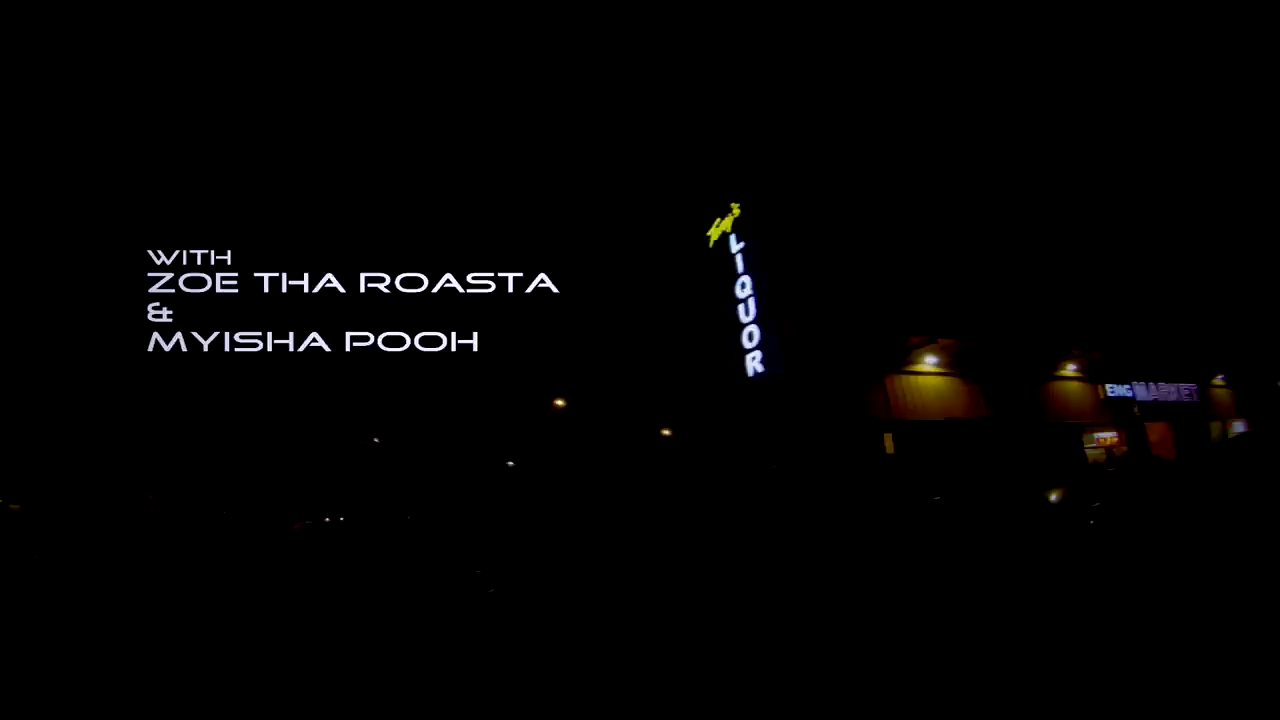 WITH
ZOE THA ROASTA
&
MYISHA POOH
LIQUOR
MARKET